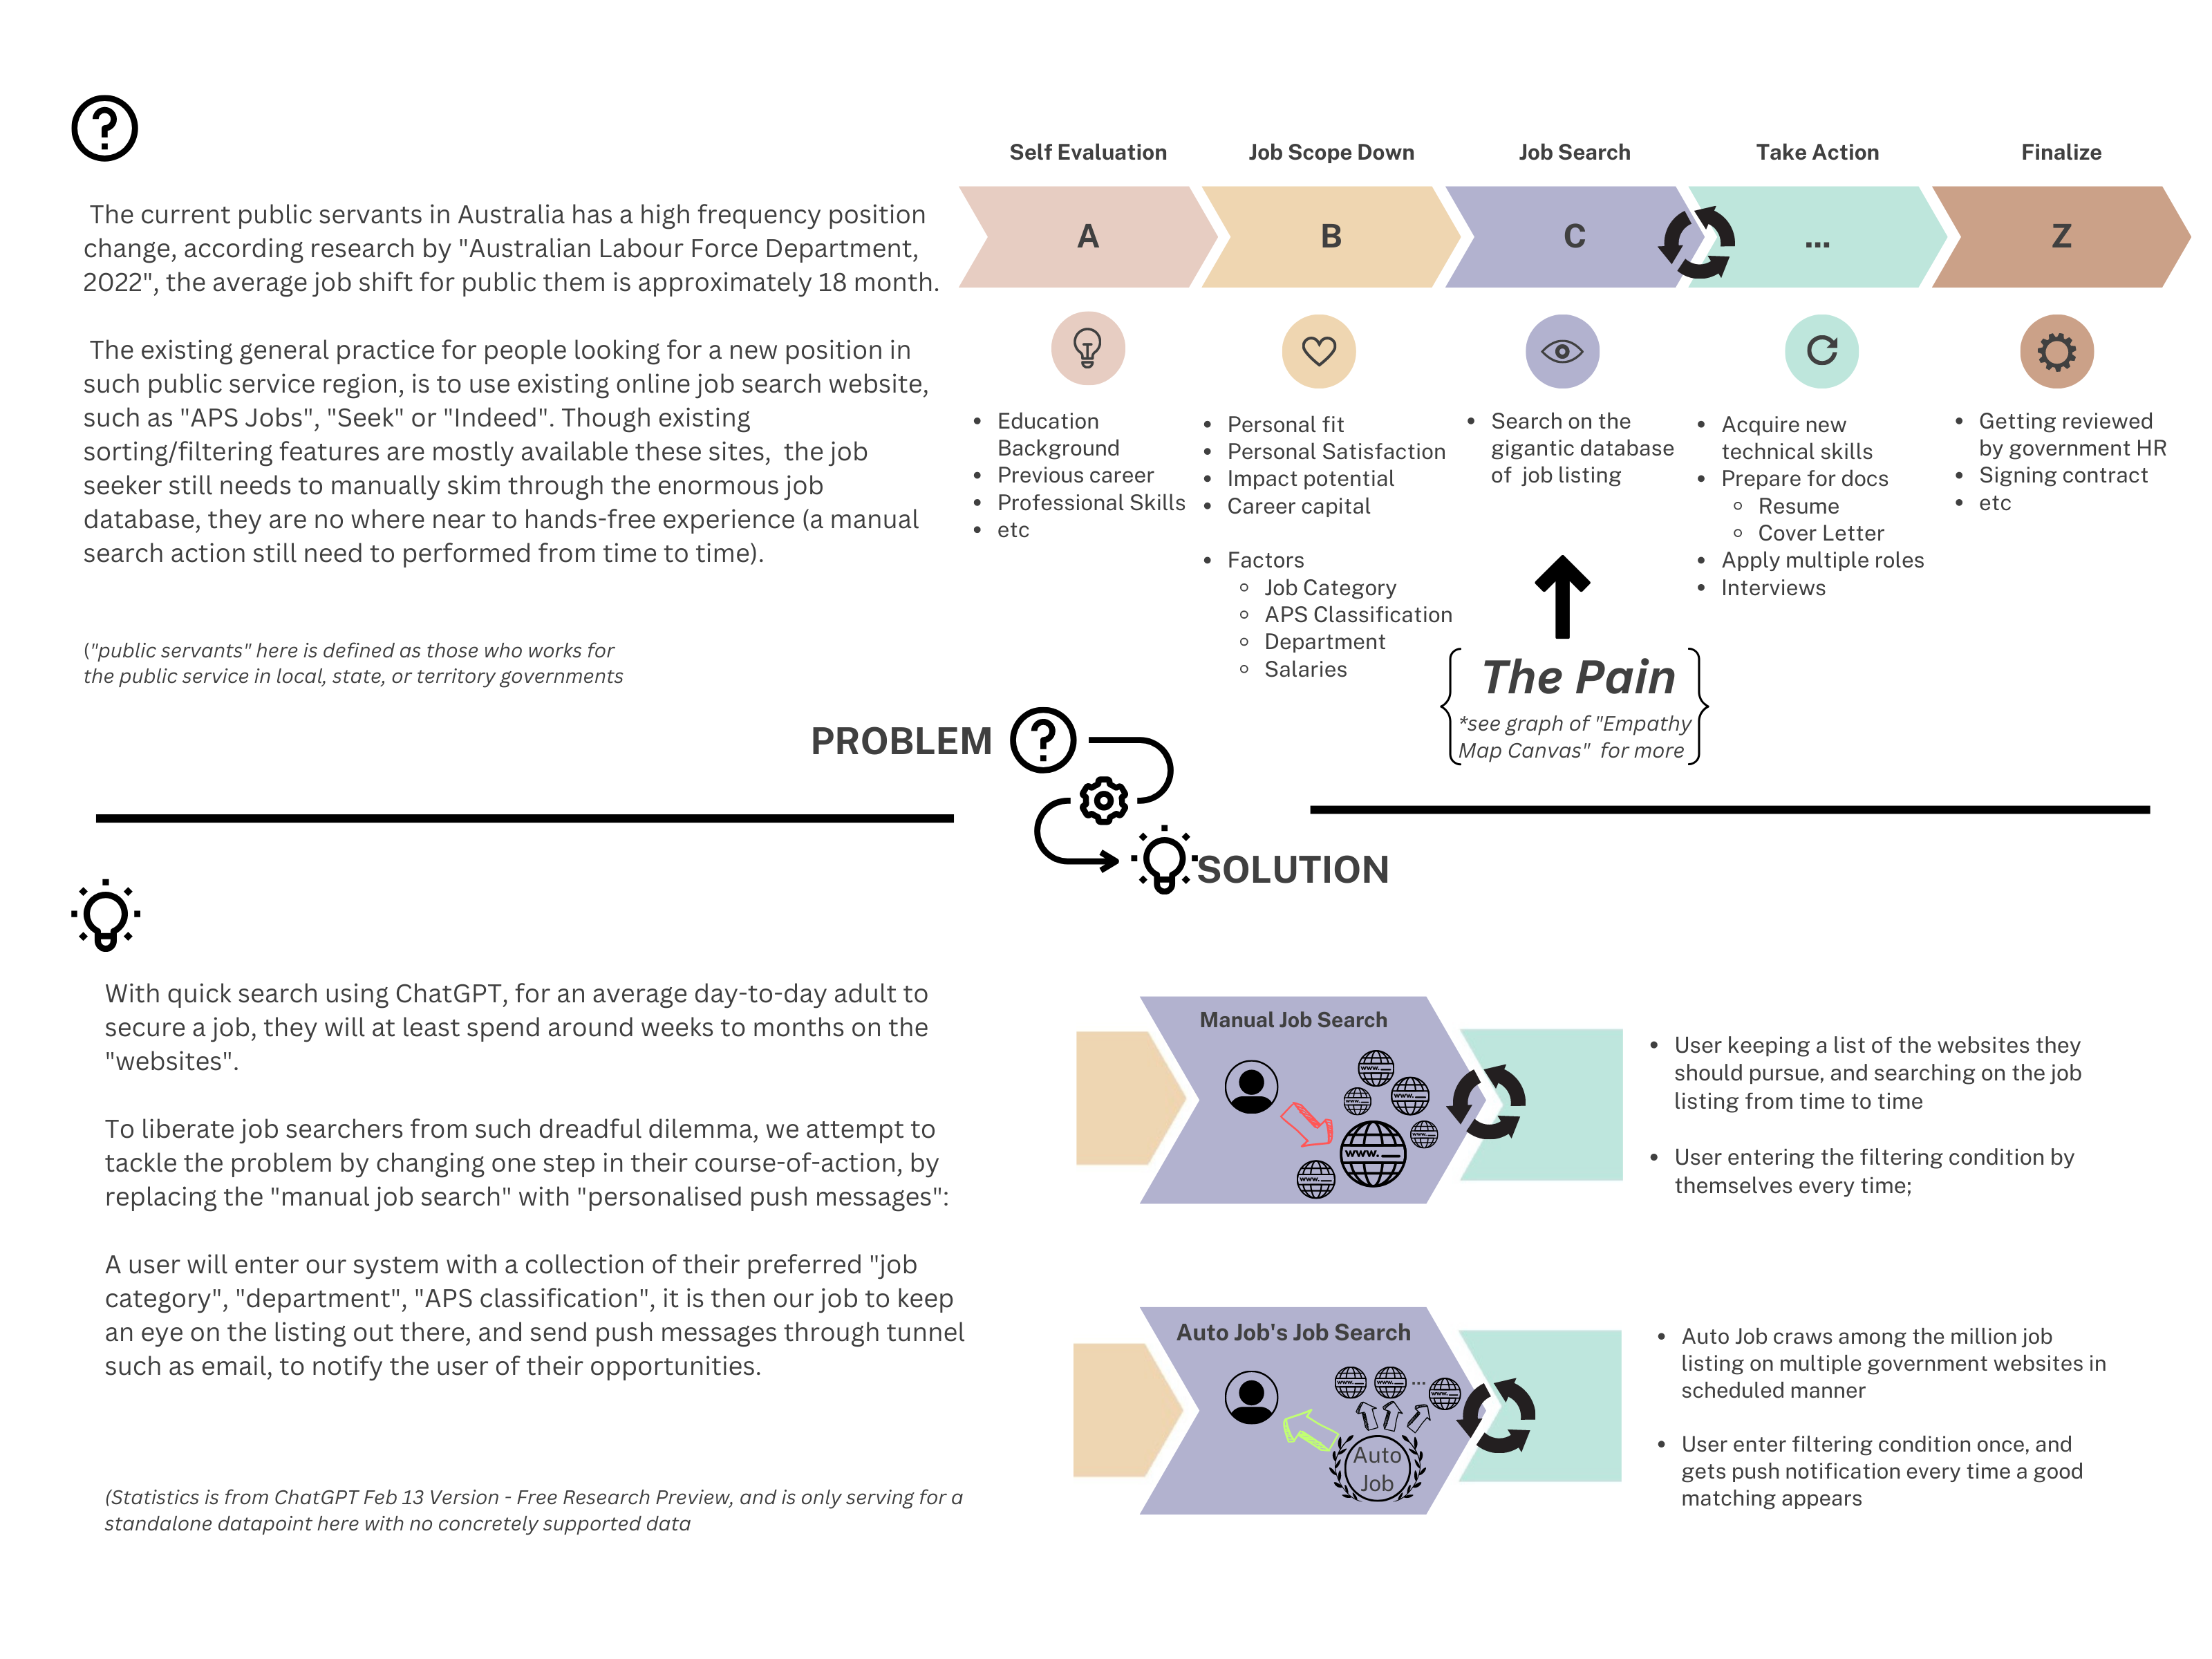 The current public servants in Australia has a high frequency position
change, according research by "Australian Labour Force Department,
2022", the average job shift for public them is approximately 18 month.
The existing general practice for people looking for a new position in
such public service region, is to use existing online job search website,
such as "APS Jobs", "Seek" or "Indeed". Though existing
sorting/filtering features are mostly available these sites,  the job
seeker still needs to manually skim through the enormous job
database, they are no where near to hands-free experience (a manual
search action still need to performed from time to time).
("public servants" here is defined as those who works for
the public service in local, state, or territory governments
Self Evaluation
A
• Education
Background
• Previous career
• Professional Skills
• etc
Job Scope Down
B
• Personal fit
• Personal Satisfaction
• Impact potential
• Career capital
• Factors
◦ Job Category
◦ APS Classification
◦ Department
◦ Salaries
Job Search
C
• Search on the
gigantic database
of  job listing
The Pain
*see graph of "Empathy
Map Canvas"  for more
Take Action
...
• Acquire new
technical skills
• Prepare for docs
◦ Resume
◦ Cover Letter
• Apply multiple roles
• Interviews
Finalize
Z
• Getting reviewed
by government HR
• Signing contract
• etc
PROBLEM
SOLUTION
With quick search using ChatGPT, for an average day-to-day adult to
secure a job, they will at least spend around weeks to months on the
"websites".
To liberate job searchers from such dreadful dilemma, we attempt to
tackle the problem by changing one step in their course-of-action, by
replacing the "manual job search" with "personalised push messages":
A user will enter our system with a collection of their preferred "job
category", "department", "APS classification", it is then our job to keep
an eye on the listing out there, and send push messages through tunnel
such as email, to notify the user of their opportunities.
(Statistics is from ChatGPT Feb 13 Version - Free Research Preview, and is only serving for a
standalone datapoint here with no concretely supported data
Manual Job Search
www.
www.
www.
www.
www.
www.
• User keeping a list of the websites they
should pursue, and searching on the job
listing from time to time
• User entering the filtering condition by
themselves every time;
Auto Job's Job Search
www.
www.
...
www.
Auto
Job
• Auto Job craws among the million job
listing on multiple government websites in
scheduled manner
• User enter filtering condition once, and
gets push notification every time a good
matching appears